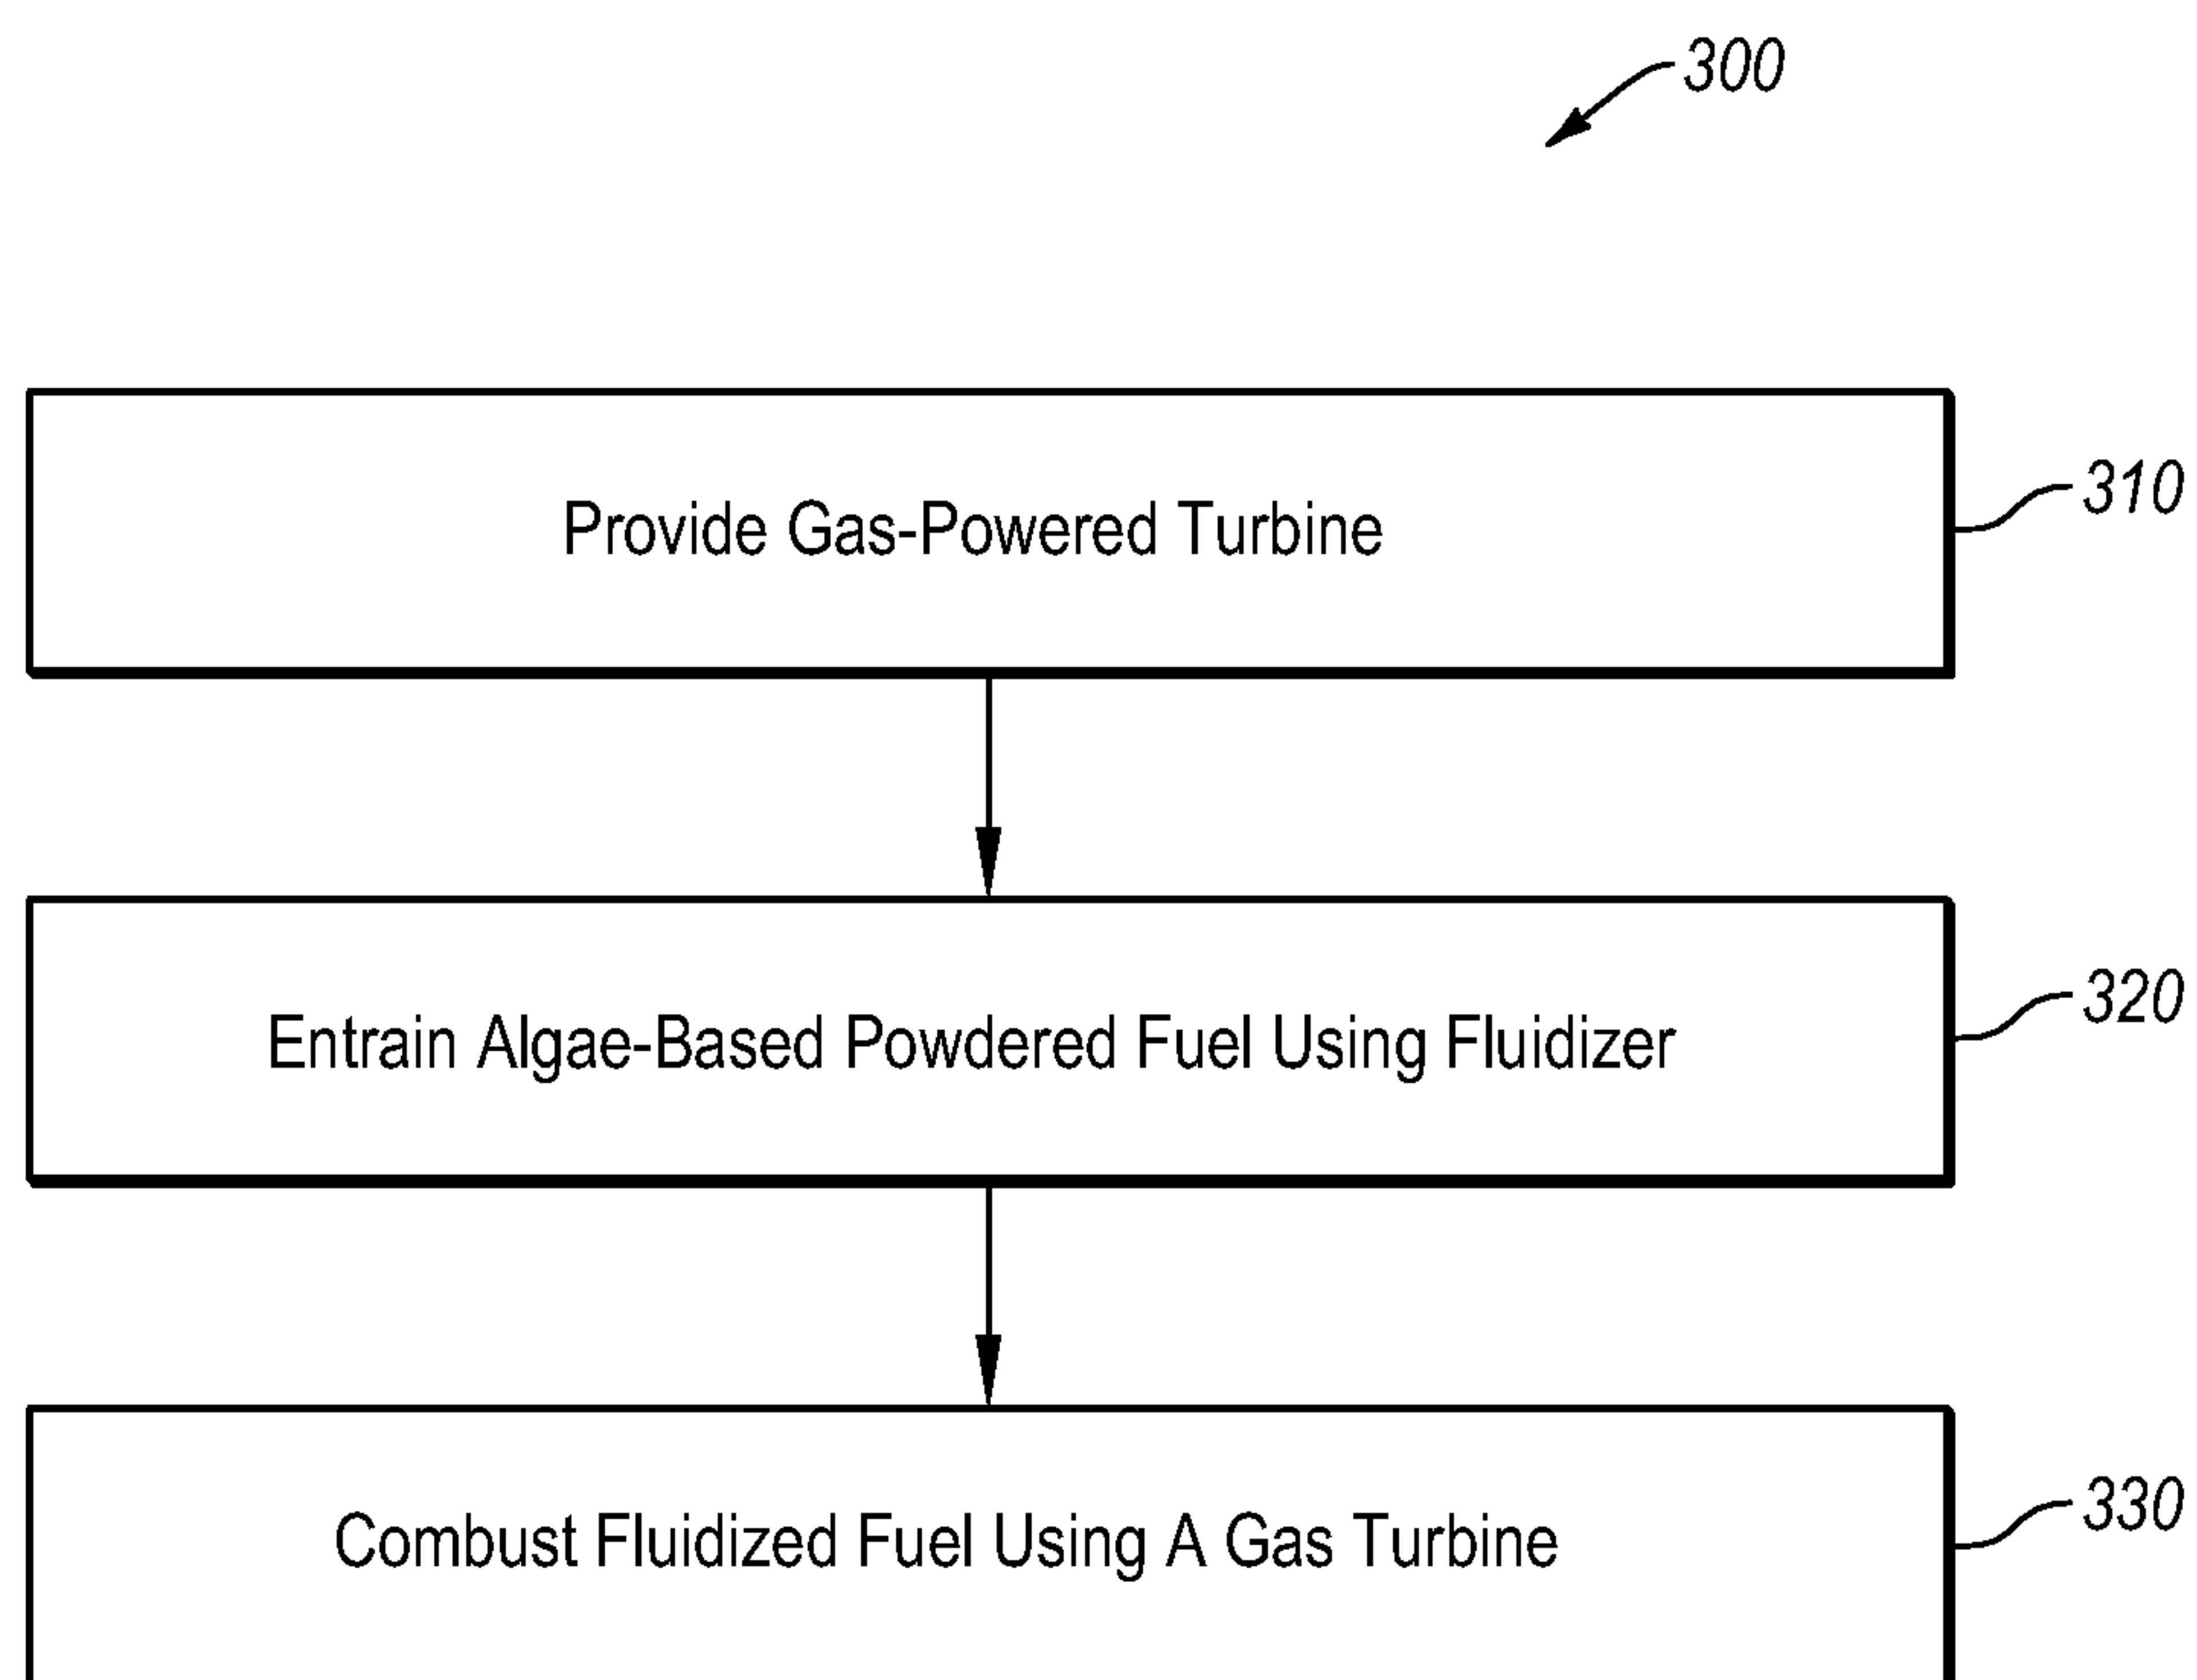 300
Provide Gas-Powered Turbine
310
Entrain Algae-Based Powdered Fuel Using Fluidizer
320
Combust Fluidized Fuel Using A Gas Turbine
330